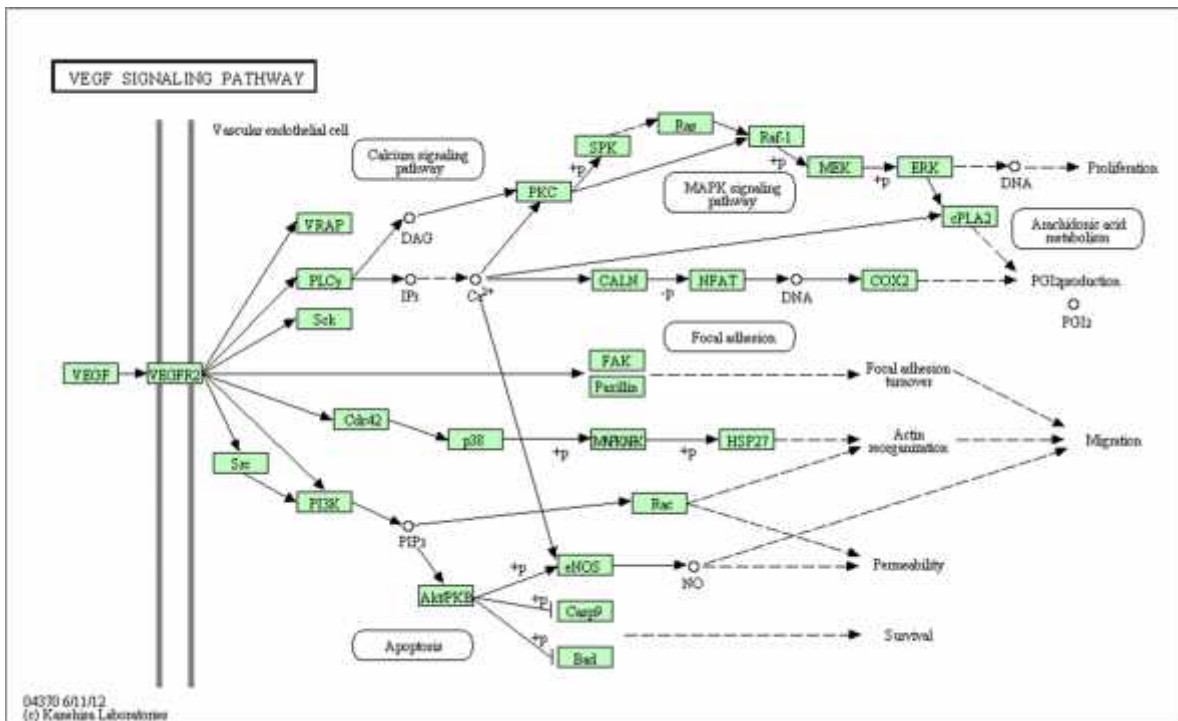 VEGF SIGNALING PATHWAY
Vascular endothelial cell
Calcium signaling
pathway
SPK
Ras
Raf-1
+p
+p
MEK
+p
ERK
DNA
Proliferation
PKC
MAPK signaling
pathway
VRAP
DAG
cPLA2
Arachidonic acid
metabolism
PLCγ
IP3
Ca2+
CALN
-p
NFAT
DNA
COX2
PGI2production
PGI2
Sck
Focal adhesion
VEGF
VEGFR2
FAK
Paxillin
Focal adhesion
turnover
Cdc42
p38
+p
+p
HSP27
Actin
reorganization
Migration
Src
PI3K
PIP3
Rac
+p
eNOS
NO
Permeability
Akt/PKB
+p
Casp9
+p
Bad
Survival
Apoptosis
04370 6/11/12
(c) Kanehisa Laboratories